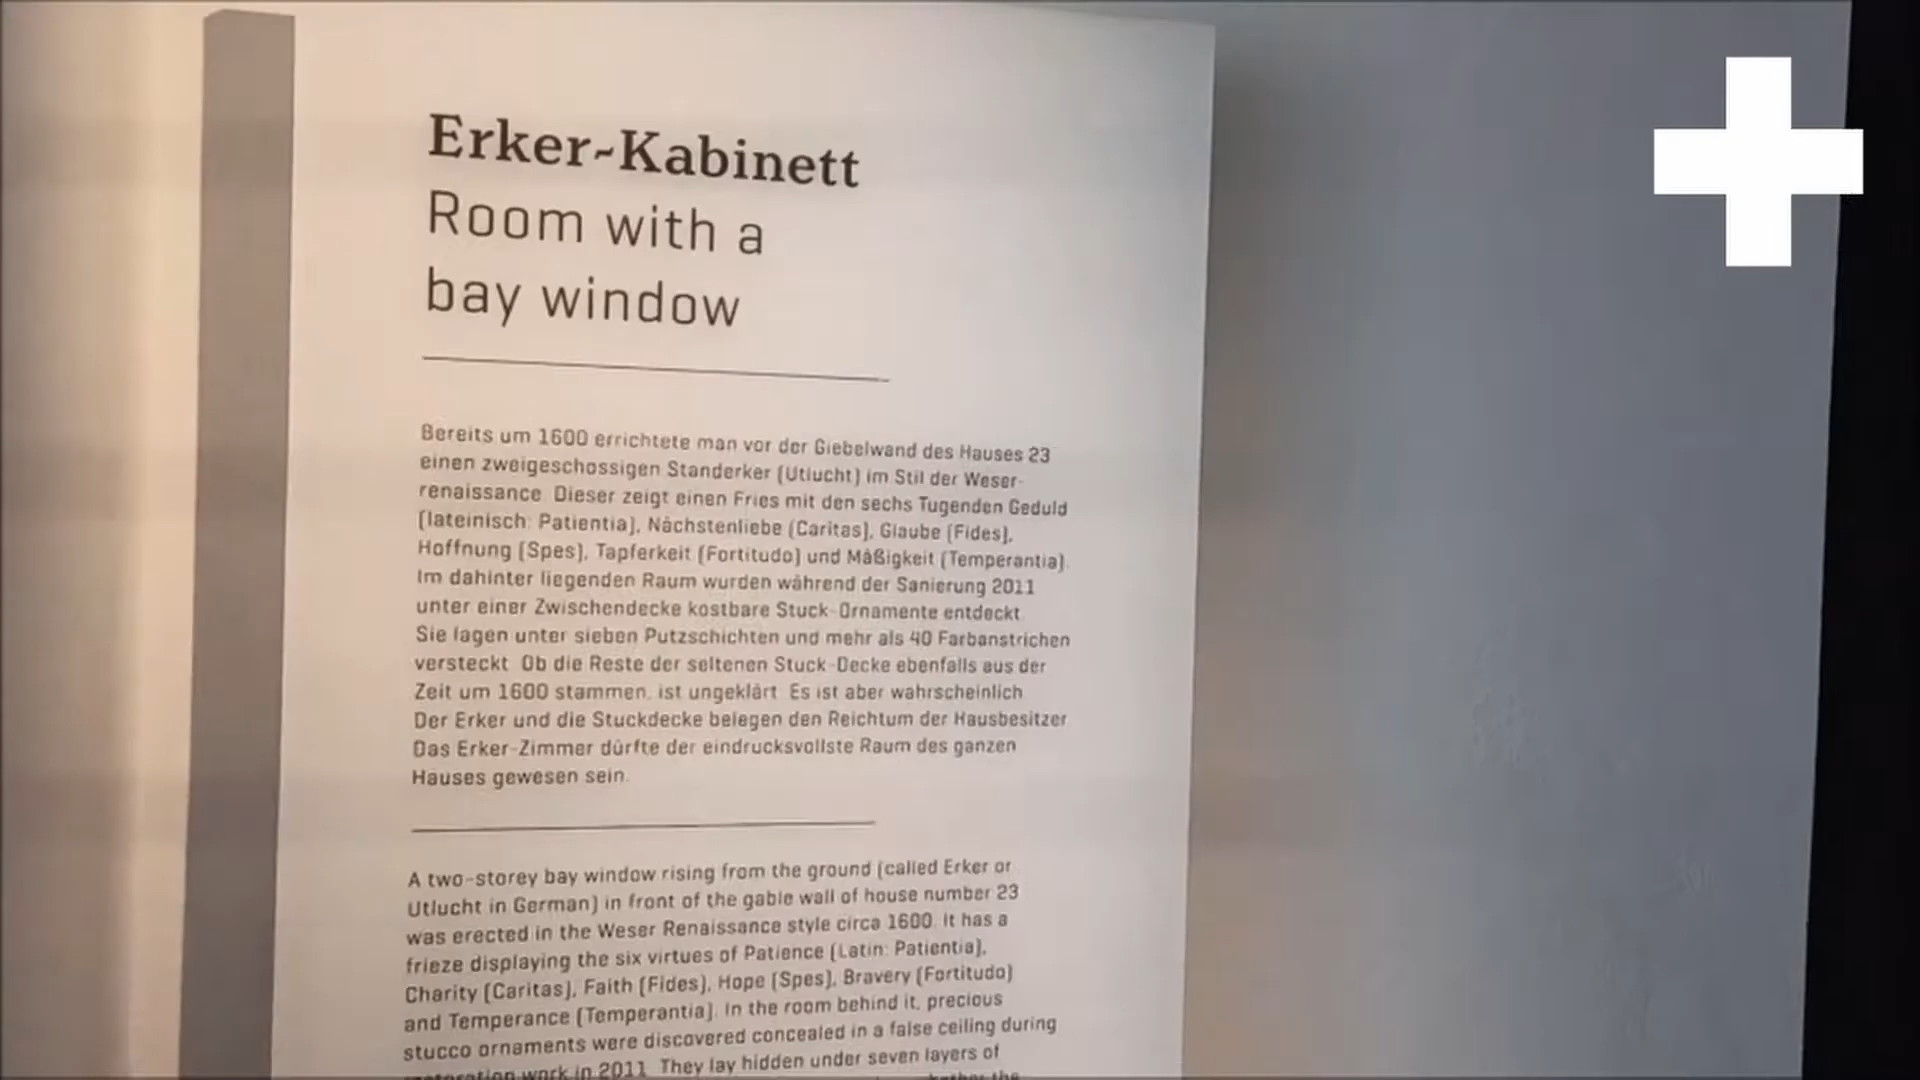 Erker-Kabinett
Room with a
bay window
Bereits um 1600 errichtete man vor der Giebelwand des Hauses 23
einen zweigeschossigen Standerker (Utlucht) im Stil der Weser-
renaissance. Dieser zeigt einen Fries mit den sechs Tugenden Geduld
(lateinisch: Patientia), Nächstenliebe (Caritas), Glaube (Fides),
Hoffnung (Spes), Tapferkeit (Fortitudo) und Mäßigkeit (Temperantia).
Im dahinter liegenden Raum wurden während der Sanierung 2011
unter einer Zwischendecke kostbare Stuck-Ornamente entdeckt.
Sie lagen unter sieben Putzschichten und mehr als 40 Farbanstrichen
versteckt. Ob die Reste der seltenen Stuck-Decke ebenfalls aus der
Zeit um 1600 stammen, ist ungeklärt. Es ist aber wahrscheinlich.
Der Erker und die Stuckdecke belegen den Reichtum der Hausbesitzer.
Das Erker-Zimmer dürfte der eindrucksvollste Raum des ganzen
Hauses gewesen sein.
A two-storey bay window rising from the ground (called Erker or
Utlucht in German) in front of the gable wall of house number 23
was erected in the Weser Renaissance style circa 1600. It has a
frieze displaying the six virtues of Patience (Latin: Patientia),
Charity (Caritas), Faith (Fides), Hope (Spes), Bravery (Fortitudo)
and Temperance (Temperantia). In the room behind it, precious
stucco ornaments were discovered concealed in a false ceiling during
restoration work in 2011. They lay hidden under seven layers of